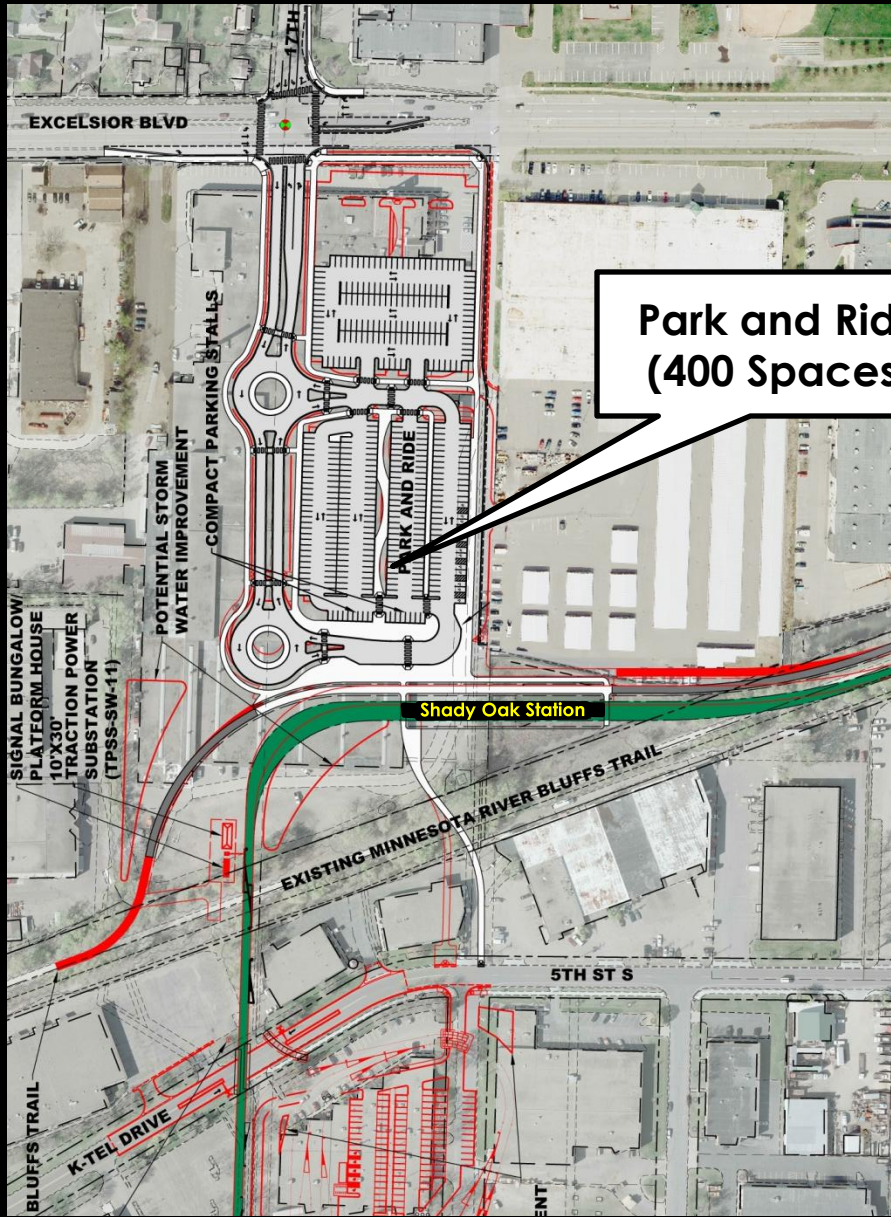 17TH
EXCELSIOR BLVD
Park and Rid
(400 Spaces
COMPACT PARKING STALLS
POTENTIAL STORM
WATER IMPROVEMENT
PARK AND RIDE
SIGNAL BUNGALOW/
PLATFORM HOUSE
10'X30'
TRACTION POWER
SUBSTATION
(TPSS-SW-11)
Shady Oak Station
EXISTING MINNESOTA RIVER BLUFFS TRAIL
5TH ST S
K-TEL DRIVE
BLUFFS TRAIL
ENT